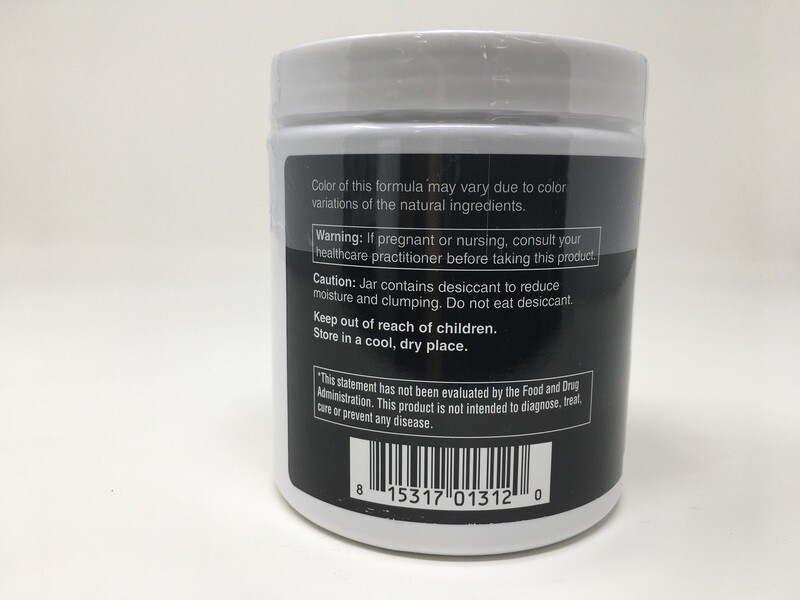 Color of this formula may vary due to color
variations of the natural ingredients.
Warning: If pregnant or nursing, consult your
healthcare practitioner before taking this product.
Caution: Jar contains desiccant to reduce
moisture and clumping. Do not eat desiccant.
Keep out of reach of children.
Store in a cool, dry place.
*This statement has not been evaluated by the Food and Drug
Administration. This product is not intended to diagnose, treat,
cure or prevent any disease.
8 15317 01312 0